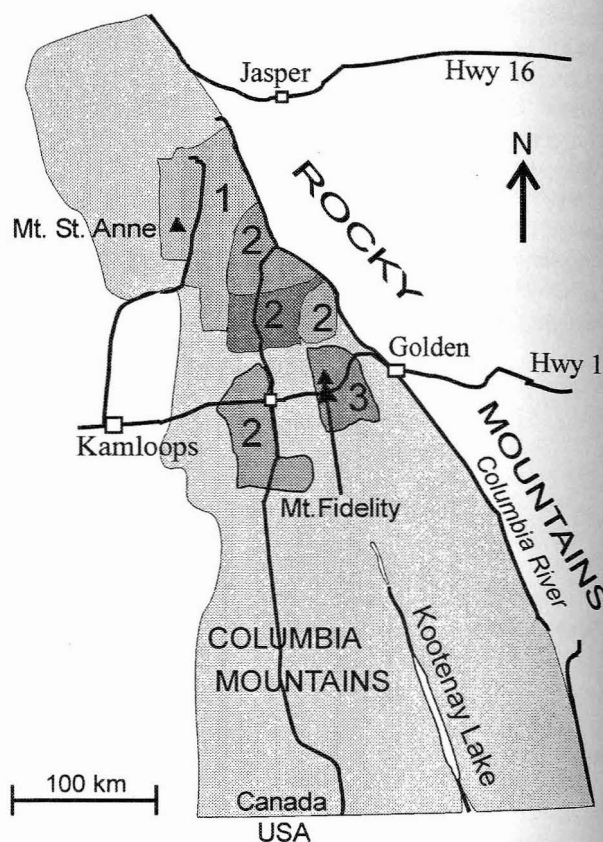 Jasper
Hwy 16
N
ROCKY
1
Mt. St. Anne
2
2
2
Golden
Hwy 1
3
2
Kamloops
MOUNTAINS
Columbia River
Mt. Fidelity
COLUMBIA
MOUNTAINS
Kootenay Lake
100 km
Canada
USA